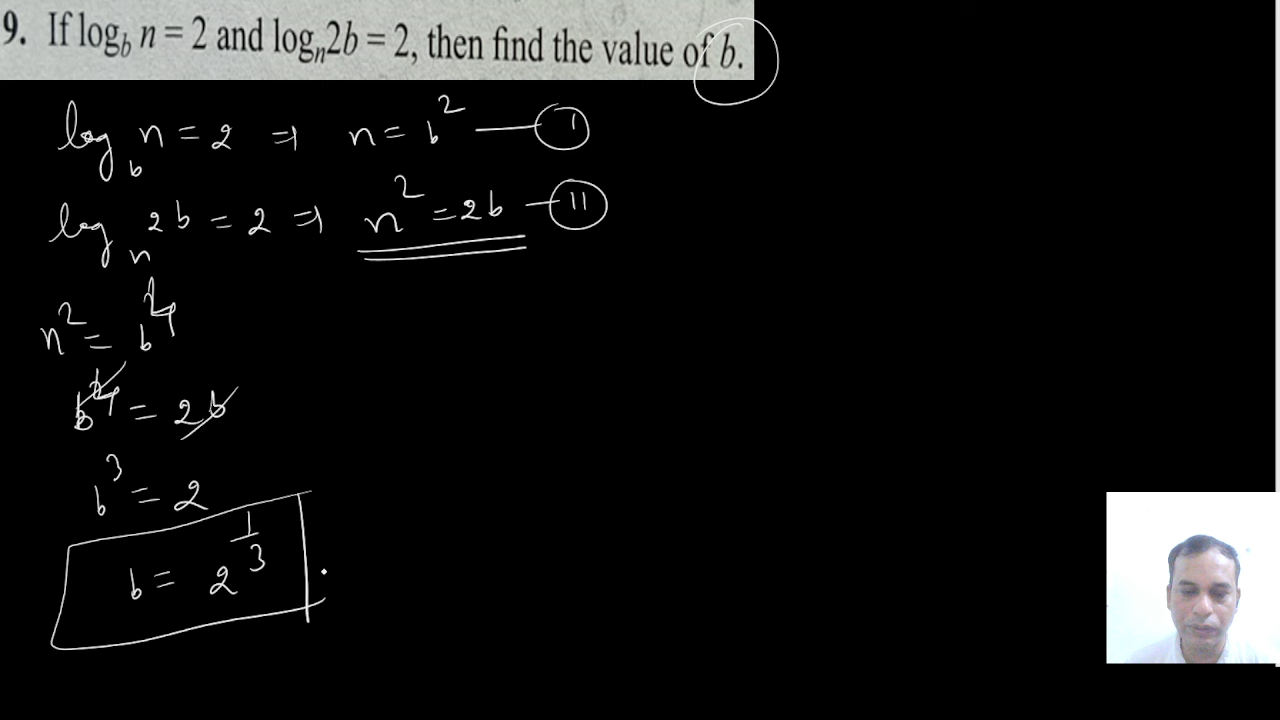 9. If log_b n = 2 and log_n 2b = 2, then find the value of b.
log_b n = 2 ⇒ n = b² — I
log_n 2b = 2 ⇒ n² = 2b — II
n² = b⁴
b⁴ = 2b
b³ = 2
b = 2^(1/3).